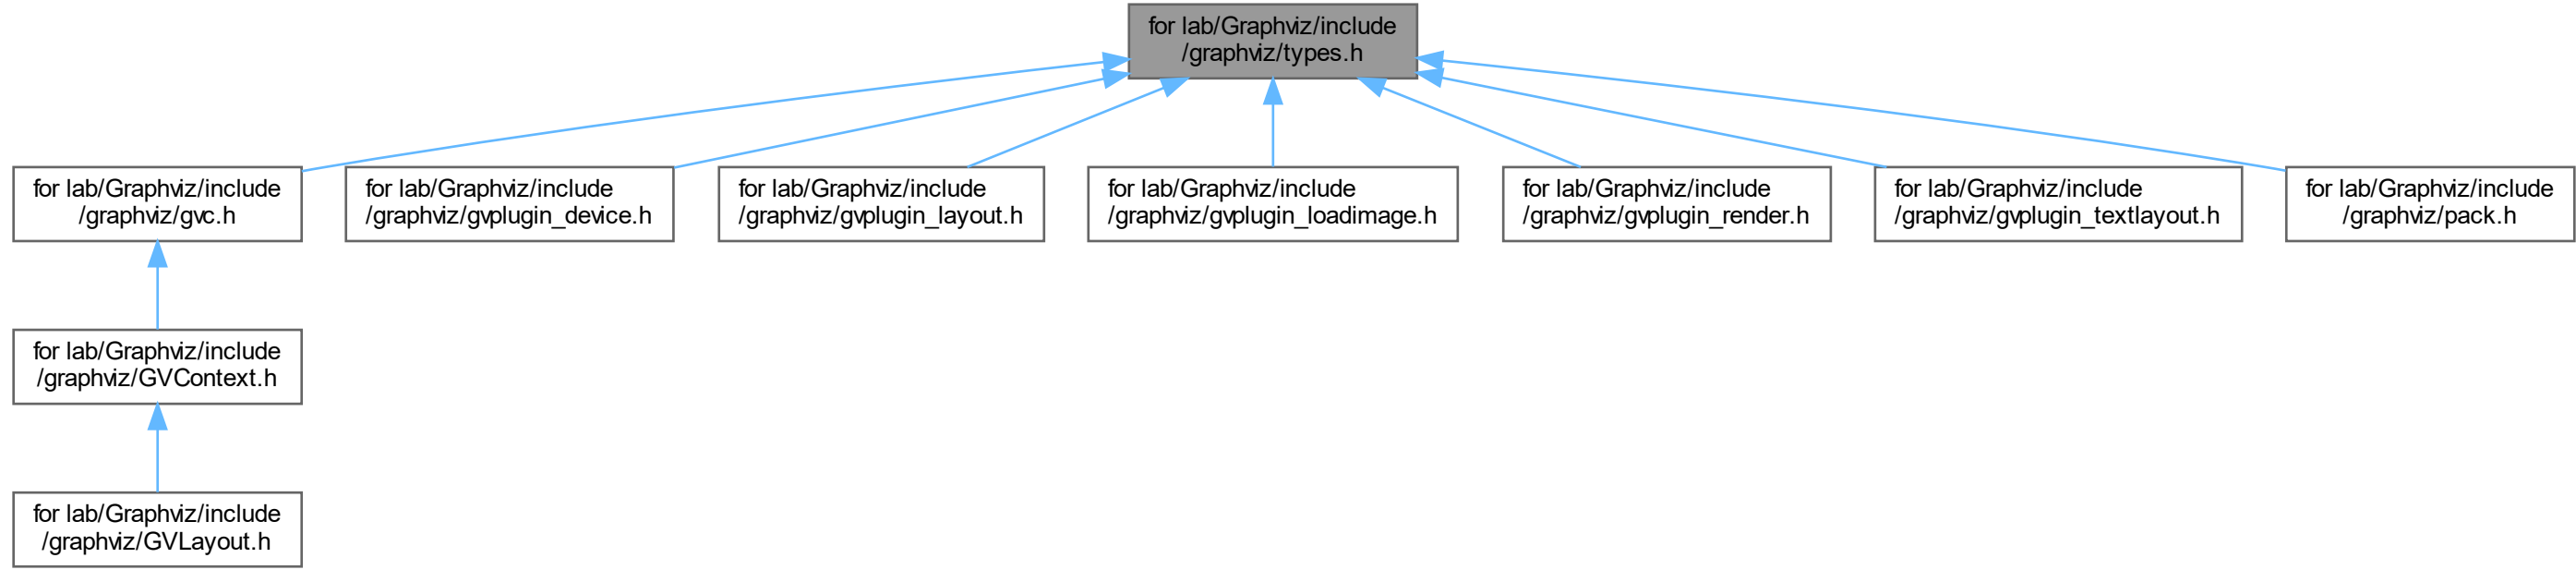 for lab/Graphviz/include
/graphviz/types.h
for lab/Graphviz/include
/graphviz/gvc.h
for lab/Graphviz/include
/graphviz/gvplugin_device.h
for lab/Graphviz/include
/graphviz/gvplugin_layout.h
for lab/Graphviz/include
/graphviz/gvplugin_loadimage.h
for lab/Graphviz/include
/graphviz/gvplugin_render.h
for lab/Graphviz/include
/graphviz/gvplugin_textlayout.h
for lab/Graphviz/include
/graphviz/pack.h
for lab/Graphviz/include
/graphviz/GVContext.h
for lab/Graphviz/include
/graphviz/GVLayout.h